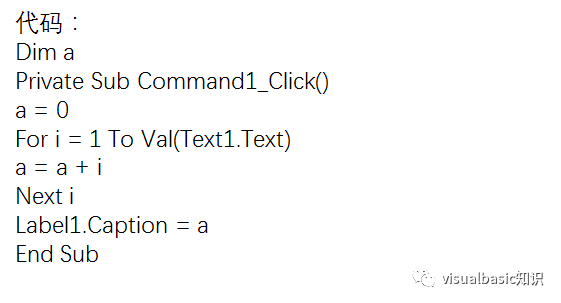 代码：
Dim a
Private Sub Command1_Click()
a = 0
For i = 1 To Val(Text1.Text)
a = a + i
Next i
Label1.Caption = a
End Sub
visualbasic知识